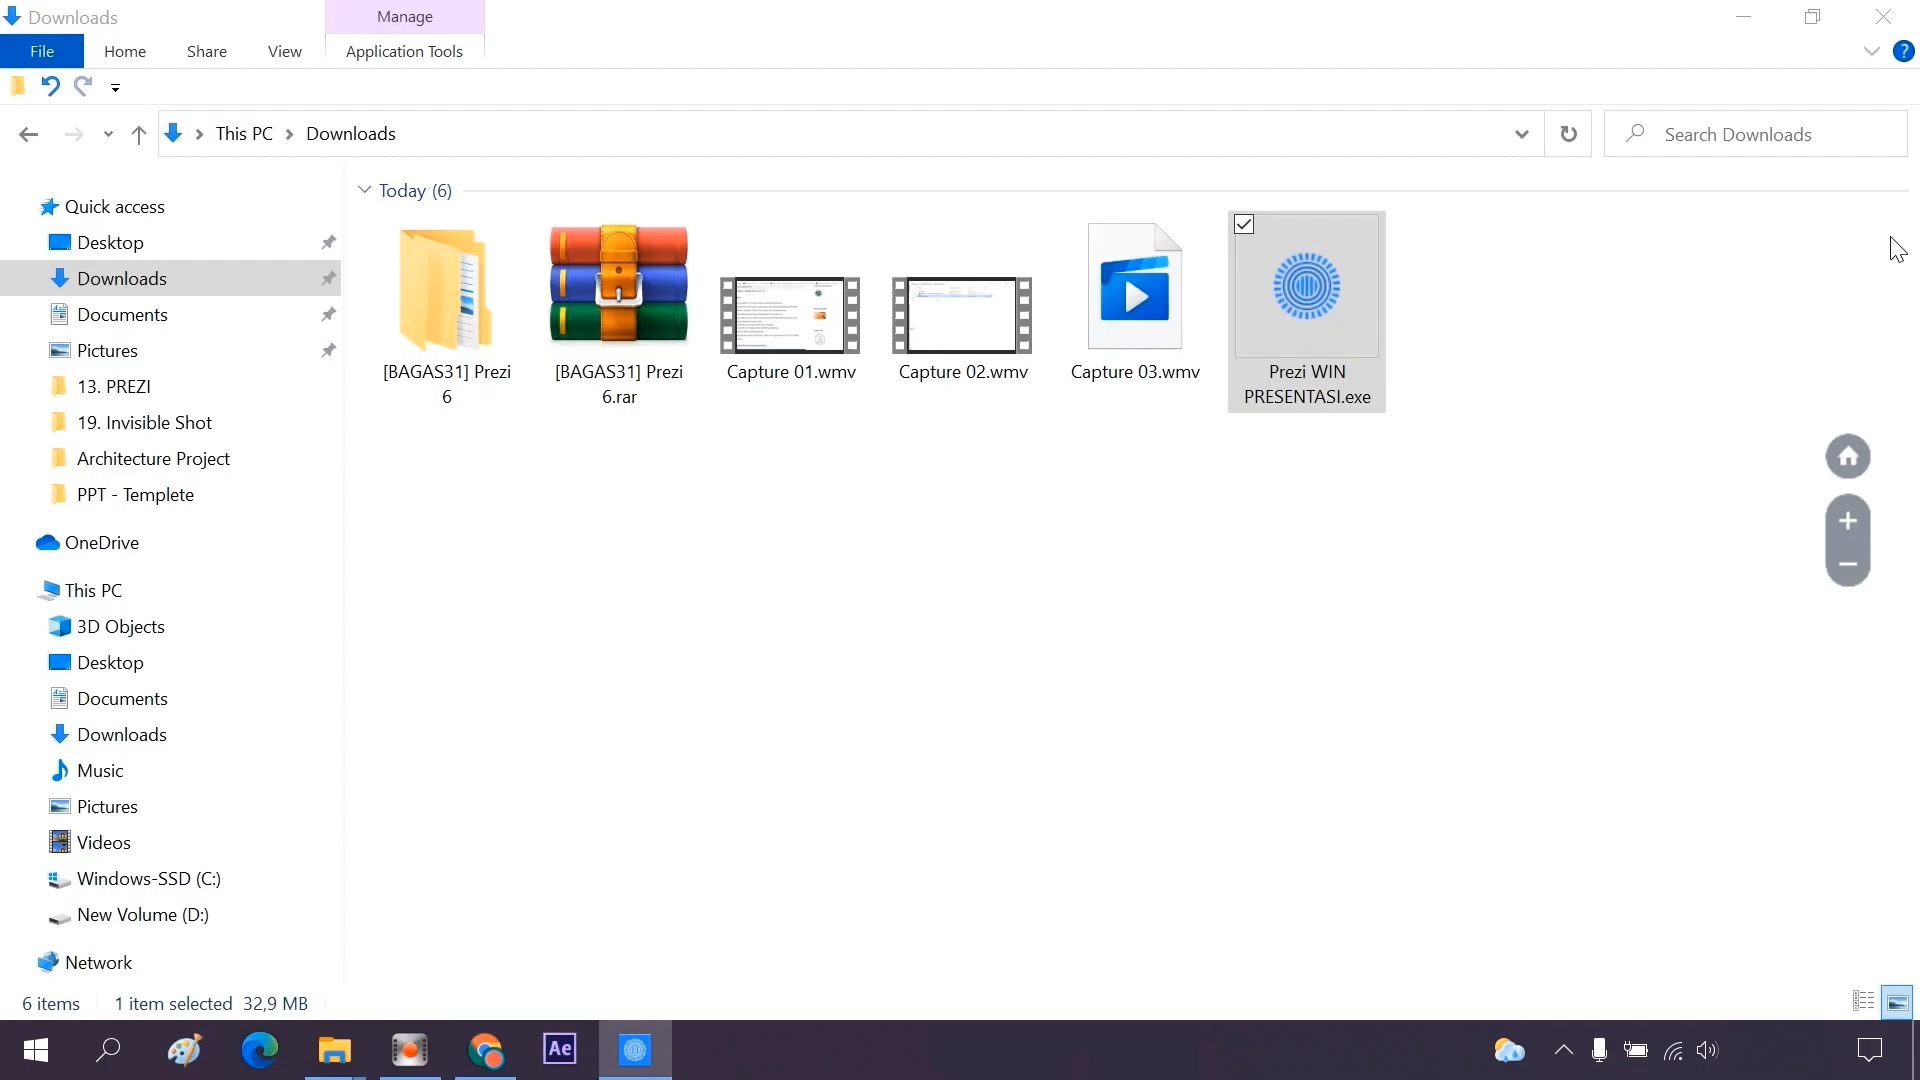 Downloads
Manage
File
Home
Share
View
Application Tools
?
This PC
Downloads
Search Downloads
Quick access
Desktop
Downloads
Documents
Pictures
13. PREZI
19. Invisible Shot
Architecture Project
PPT - Templete
OneDrive
This PC
3D Objects
Desktop
Documents
Downloads
Music
Pictures
Videos
Windows-SSD (C:)
New Volume (D:)
Network
Today (6)
[BAGAS31] Prezi
6
[BAGAS31] Prezi
6.rar
Capture 01.wmv
Capture 02.wmv
Capture 03.wmv
Prezi WIN
PRESENTASI.exe
6 items
1 item selected 32,9 MB
Ae